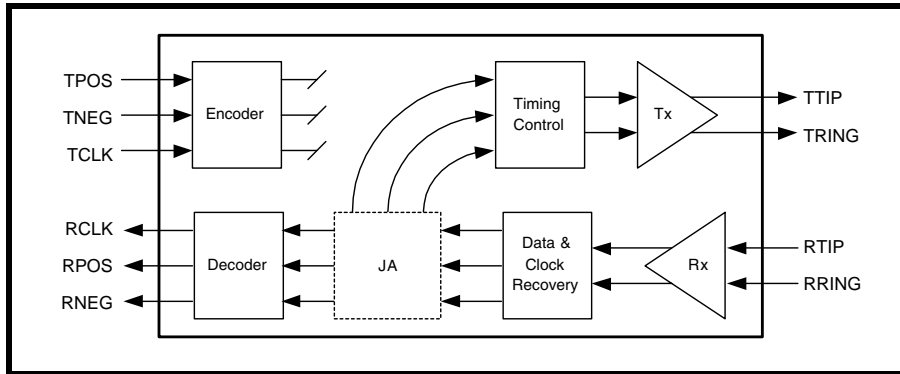 TPOS
TNEG
TCLK
Encoder
Timing
Control
Tx
TTIP
TRING
RCLK
RPOS
RNEG
Decoder
JA
Data &
Clock
Recovery
Rx
RTIP
RRING